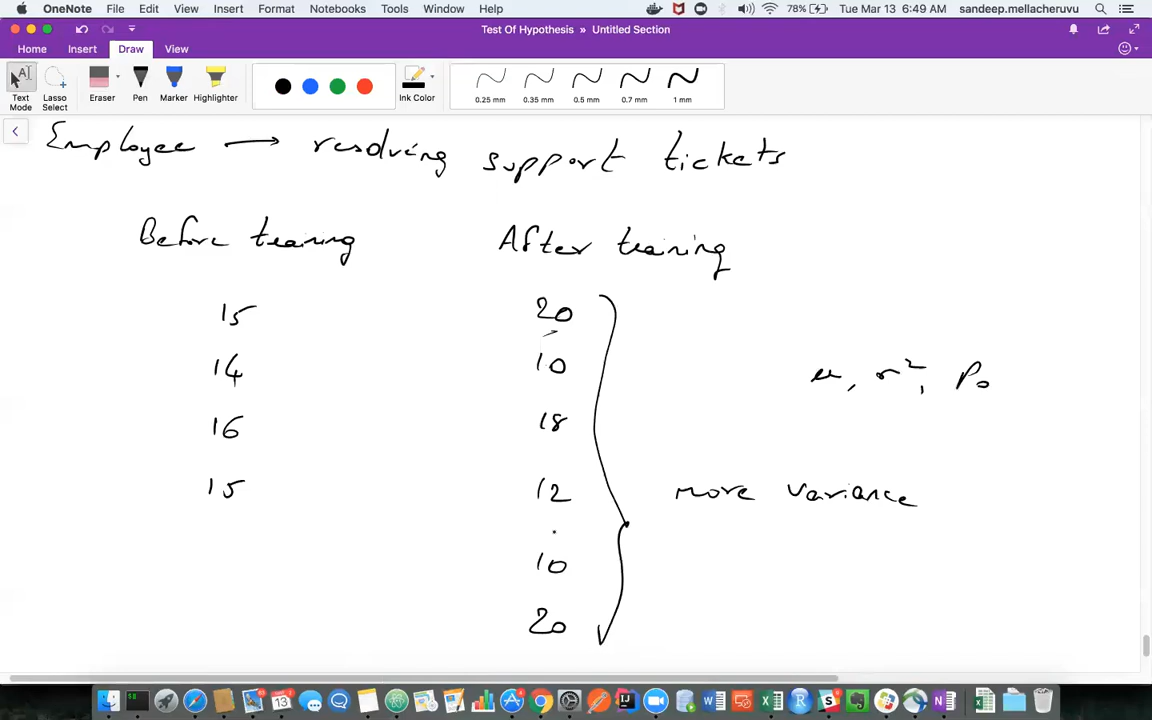 OneNote File Edit View Insert Format Notebooks Tools Window Help 78% Tue Mar 13 6:49 AM sandeep.mellacheruvu
Test Of Hypothesis » Untitled Section
Home Insert Draw View
Text Mode Lasso Select Eraser Pen Marker Highlighter Ink Color 0.25 mm 0.35 mm 0.5 mm 0.7 mm 1 mm
Employee → resolving support tickets
Before training After training
15 20
14 10
μ, σ², P₀
16 18
15 12 more variance
10
20